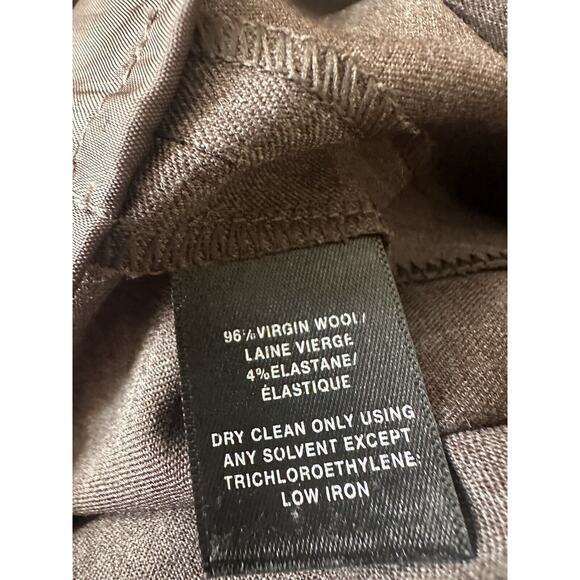 96% VIRGIN WOOL/
LAINE VIERGE
4% ELASTANE/
ÉLASTIQUE
DRY CLEAN ONLY USING
ANY SOLVENT EXCEPT
TRICHLOROETHYLENE;
LOW IRON